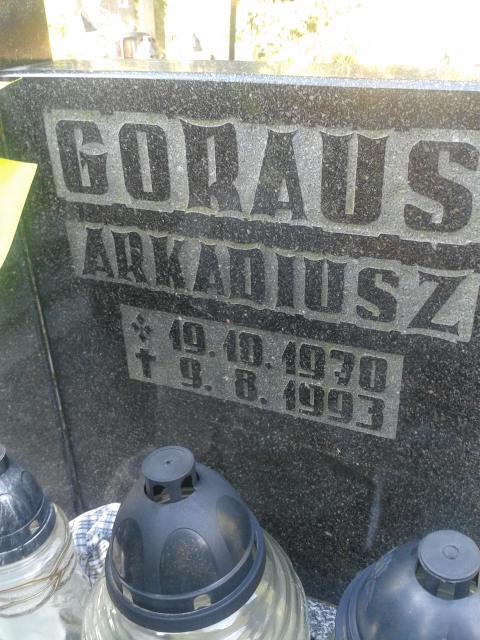 GORAUS
ARKADIUSZ
19.10.1970
✝ 9. 8. 1993